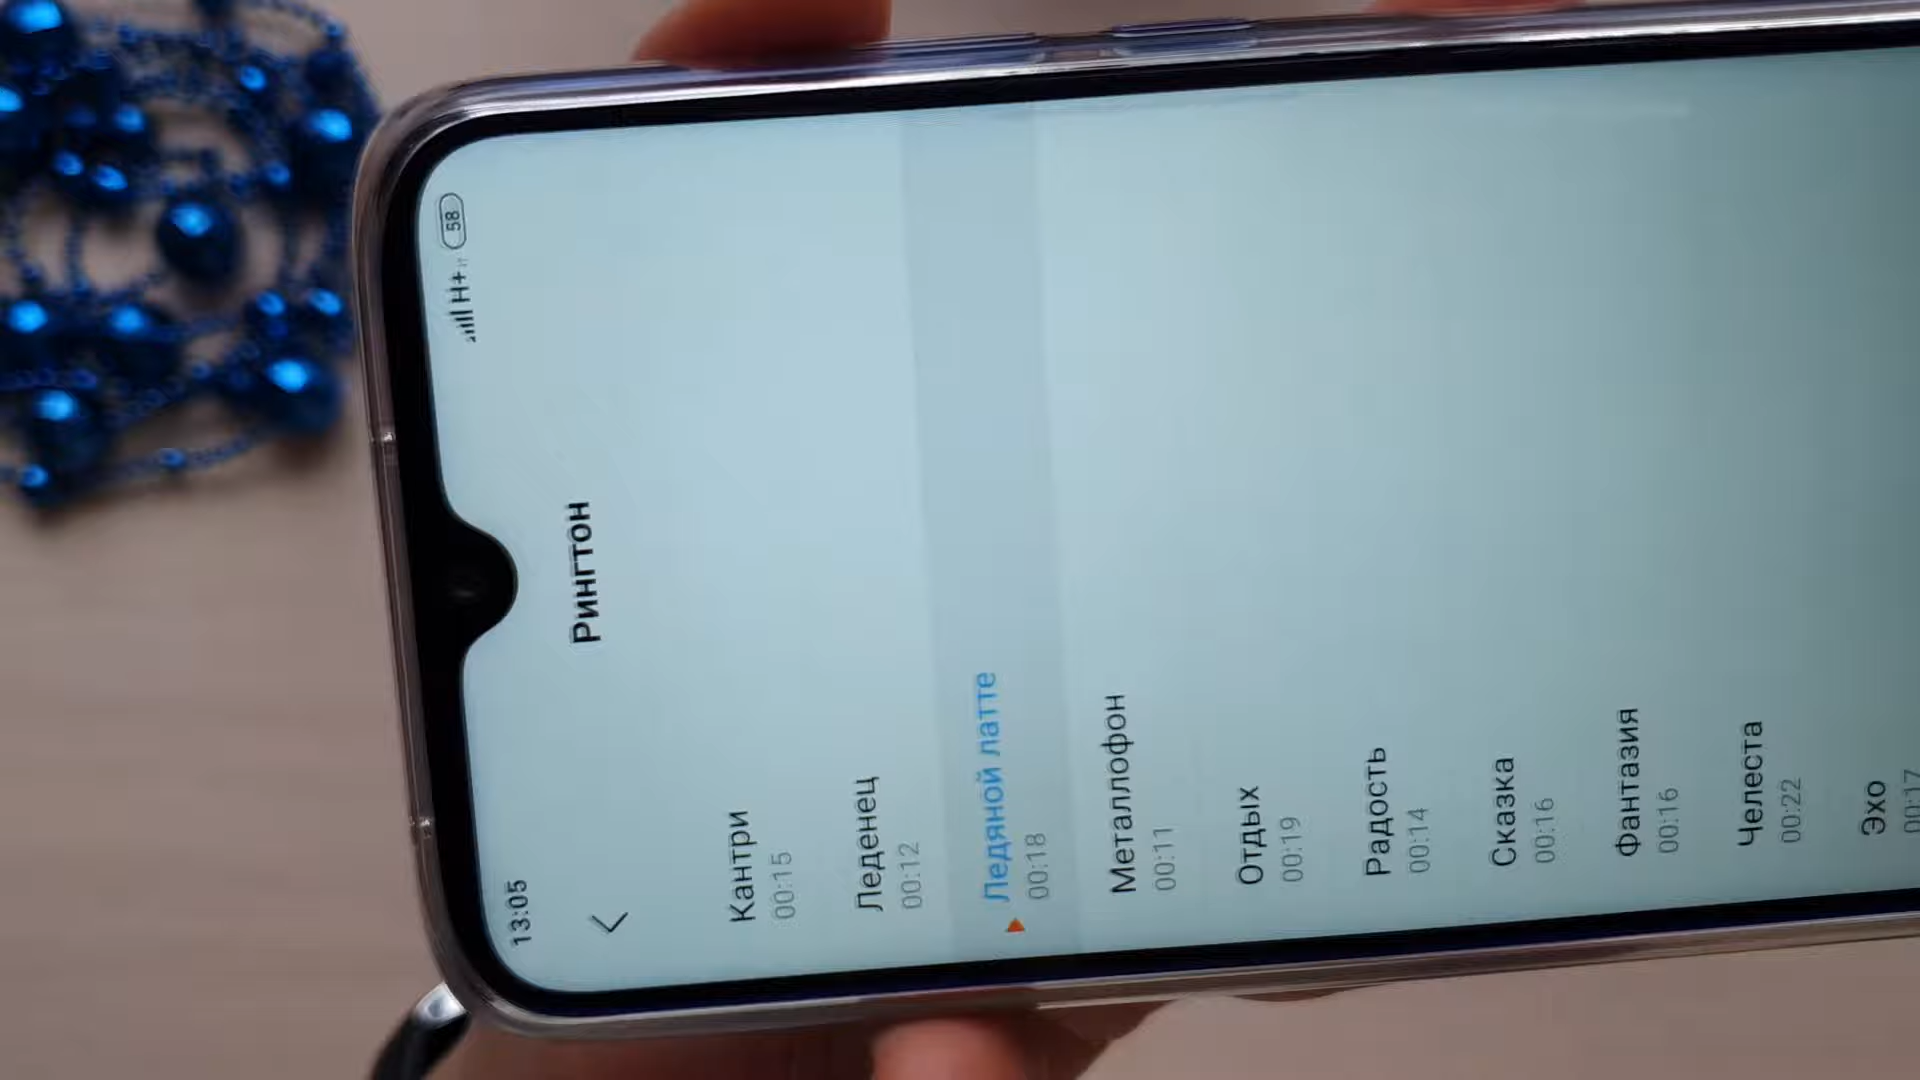 13:05
H+
58
Рингтон
Кантри
00:15
Леденец
00:12
Ледяной латте
00:18
Металлофон
00:11
Отдых
00:19
Радость
00:14
Сказка
00:16
Фантазия
00:16
Челеста
00:22
Эхо
00:17